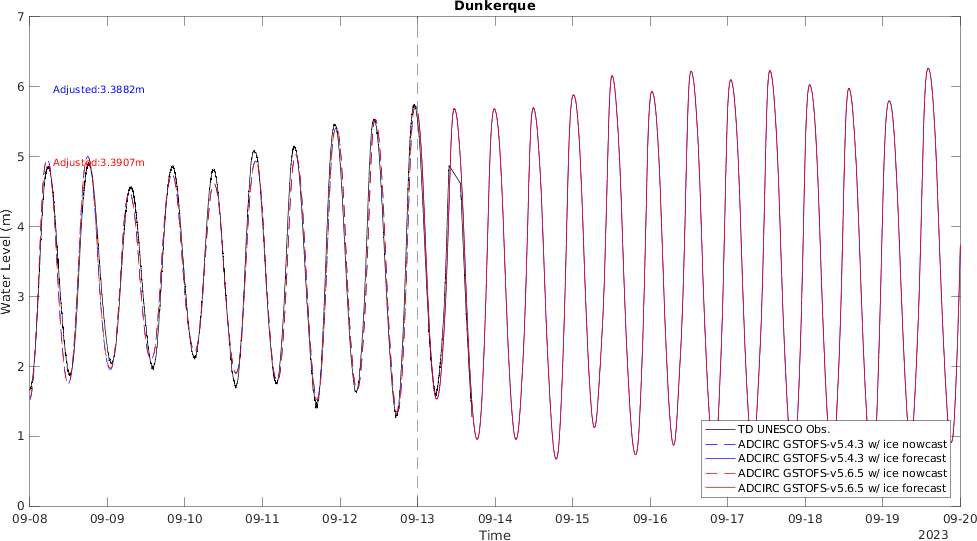 Dunkerque
7
6
5
4
3
2
1
0
Water Level (m)
Adjusted:3.3882m
Adjusted:3.3907m
TD UNESCO Obs.
ADCIRC GSTOFS-v5.4.3 w/ ice nowcast
ADCIRC GSTOFS-v5.4.3 w/ ice forecast
ADCIRC GSTOFS-v5.6.5 w/ ice nowcast
ADCIRC GSTOFS-v5.6.5 w/ ice forecast
09-08 09-09 09-10 09-11 09-12 09-13 09-14 09-15 09-16 09-17 09-18 09-19 09-20
Time
2023